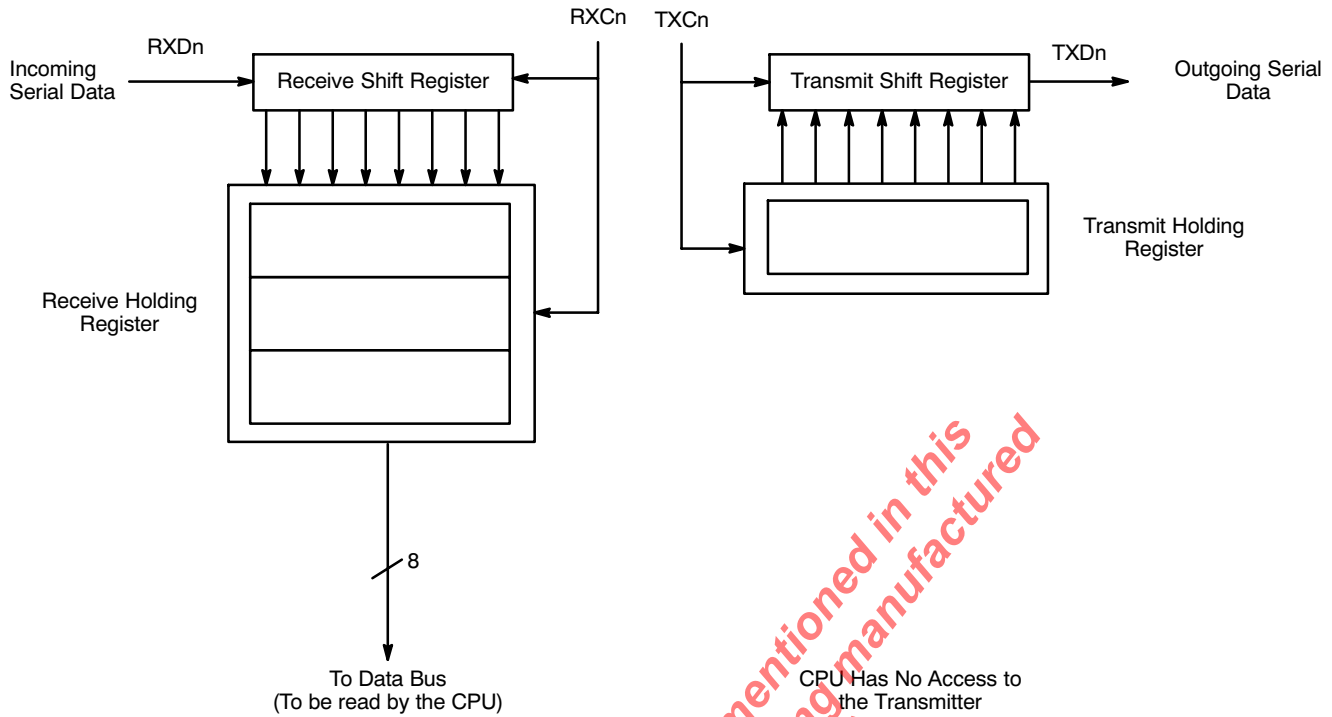 RXCn
TXCn
RXDn
TXDn
Incoming
Serial Data
Receive Shift Register
Transmit Shift Register
Outgoing Serial
Data
Transmit Holding
Register
Receive Holding
Register
8
To Data Bus
(To be read by the CPU)
CPU Has No Access to
the Transmitter
mentioned in this
manufactured